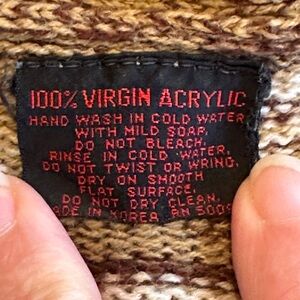 100% VIRGIN ACRYLIC
HAND WASH IN COLD WATER
WITH MILD SOAP.
DO NOT BLEACH.
RINSE IN COLD WATER.
DO NOT TWIST OR WRING.
DRY ON SMOOTH
FLAT SURFACE.
DO NOT DRY CLEAN.
MADE IN KOREA RN